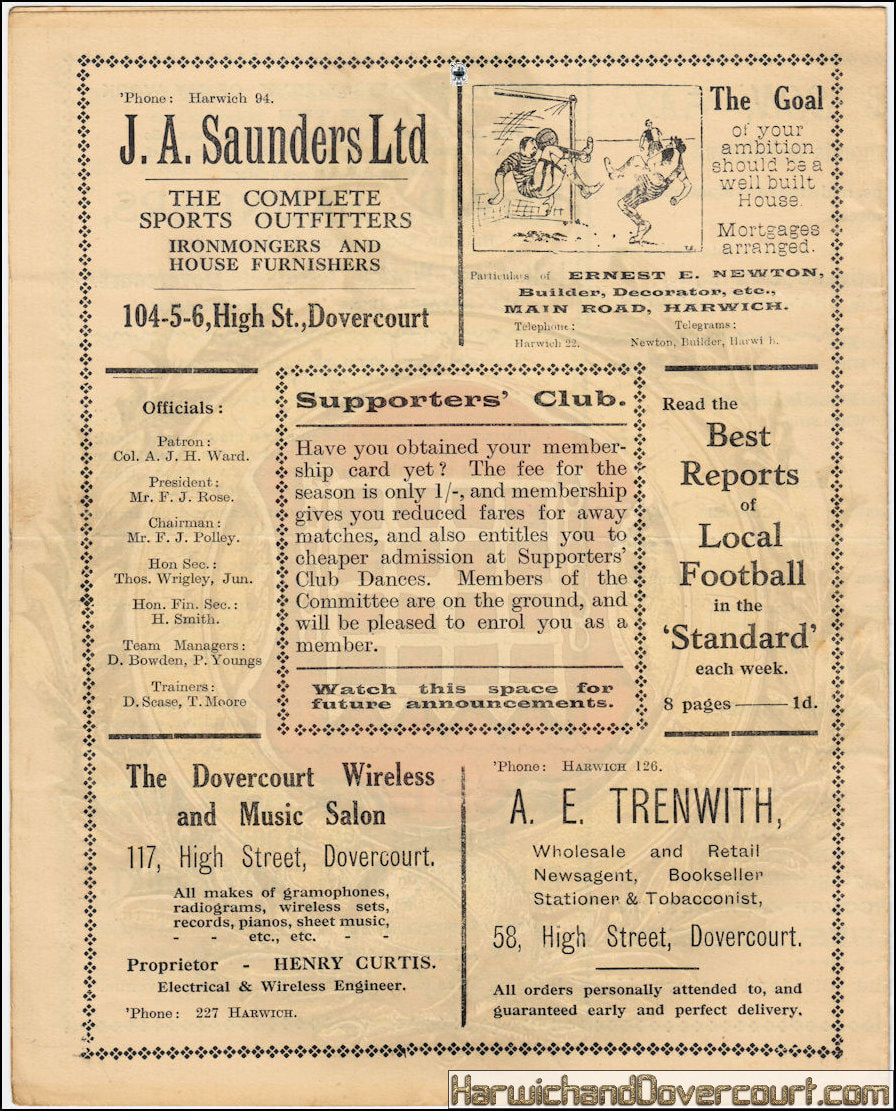 'Phone: Harwich 94.
J. A. Saunders Ltd
THE COMPLETE
SPORTS OUTFITTERS
IRONMONGERS AND
HOUSE FURNISHERS
104-5-6, High St., Dovercourt
The Goal
of your
ambition
should be a
well built
House.
Mortgages
arranged.
Particulars of ERNEST E. NEWTON,
Builder, Decorator, etc.,
MAIN ROAD, HARWICH.
Telephone: Telegrams:
Harwich 22. Newton, Builder, Harwi h.
Officials:
Patron:
Col. A. J. H. Ward.
President:
Mr. F. J. Rose.
Chairman:
Mr. F. J. Polley.
Hon Sec.:
Thos. Wrigley, Jun.
Hon. Fin. Sec.:
H. Smith.
Team Managers:
D. Bowden, P. Youngs
Trainers:
D. Scase, T. Moore
Supporters' Club.
Have you obtained your member-
ship card yet? The fee for the
season is only 1/-, and membership
gives you reduced fares for away
matches, and also entitles you to
cheaper admission at Supporters'
Club Dances. Members of the
Committee are on the ground, and
will be pleased to enrol you as a
member.
Watch this space for
future announcements.
Read the
Best
Reports
of
Local
Football
in the
'Standard'
each week.
8 pages —— 1d.
The Dovercourt Wireless
and Music Salon
117, High Street, Dovercourt.
All makes of gramophones,
radiograms, wireless sets,
records, pianos, sheet music,
- - etc., etc. - -
Proprietor - HENRY CURTIS.
Electrical & Wireless Engineer.
'Phone: 227 HARWICH.
'Phone: HARWICH 126.
A. E. TRENWITH,
Wholesale and Retail
Newsagent, Bookseller
Stationer & Tobacconist,
58, High Street, Dovercourt.
All orders personally attended to, and
guaranteed early and perfect delivery.
HarwichandDovercourt.com